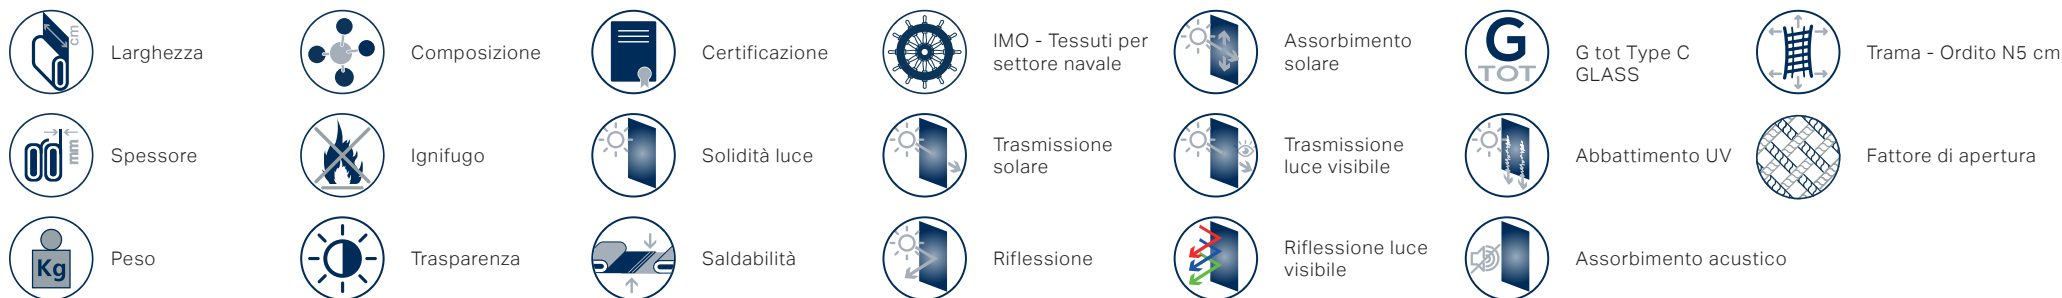 cm
Larghezza
Composizione
Certificazione
IMO - Tessuti per
settore navale
Assorbimento
solare
G
TOT
G tot Type C
GLASS
Trama - Ordito N5 cm
mm
Spessore
Ignifugo
Solidità luce
Trasmissione
solare
Trasmissione
luce visibile
Abbattimento UV
Fattore di apertura
Kg
Peso
Trasparenza
Saldabilità
Riflessione
Riflessione luce
visibile
Assorbimento acustico